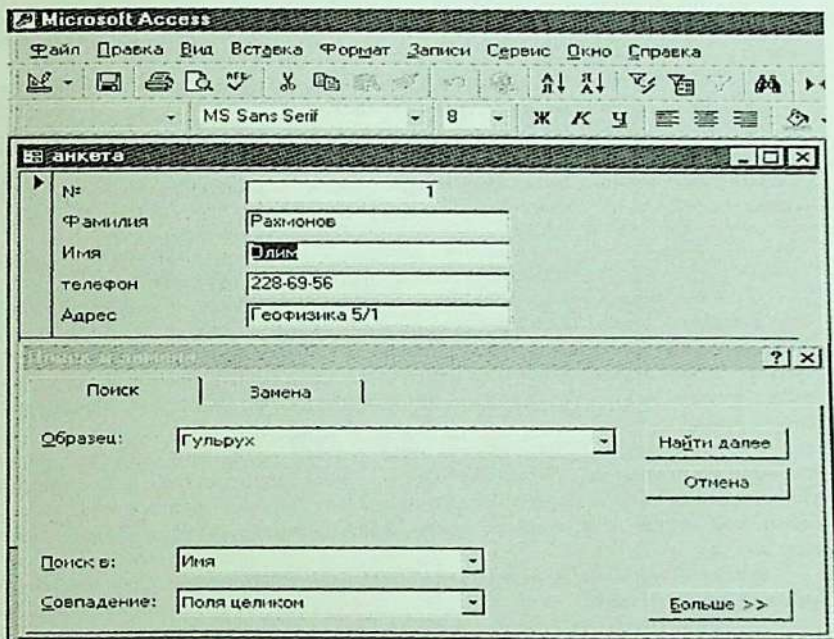 Microsoft Access
Файл Правка Вид Вставка Формат Записи Сервис Окно Справка
MS Sans Serif 8 Ж К Ч
анкета
№ 1
Фамилия Рахмонов
Имя Олим
телефон 228-69-56
Адрес Геофизика 5/1
Поиск и замена
Поиск Замена
Образец: Гульрух Найти далее
Отмена
Поиск в: Имя
Совпадение: Поля целиком Больше >>